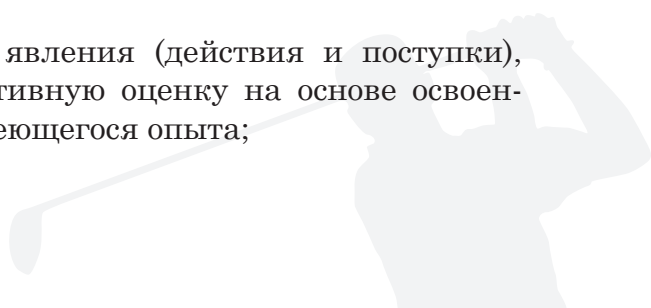 явления (действия и поступки),
тивную оценку на основе освоен-
еющегося опыта;